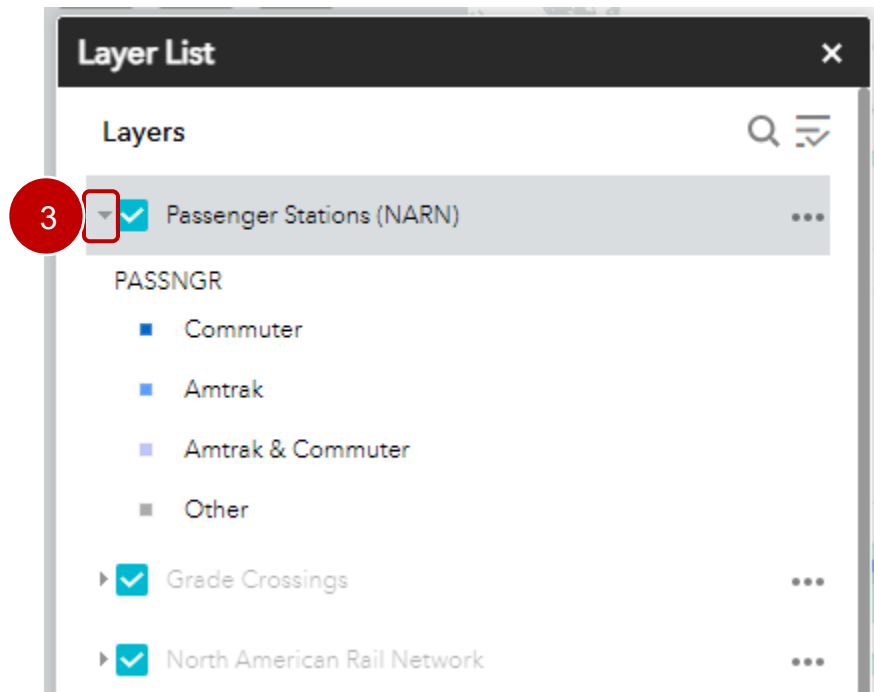 Layer List
Layers
3
Passenger Stations (NARN)
PASSNGR
Commuter
Amtrak
Amtrak & Commuter
Other
Grade Crossings
North American Rail Network